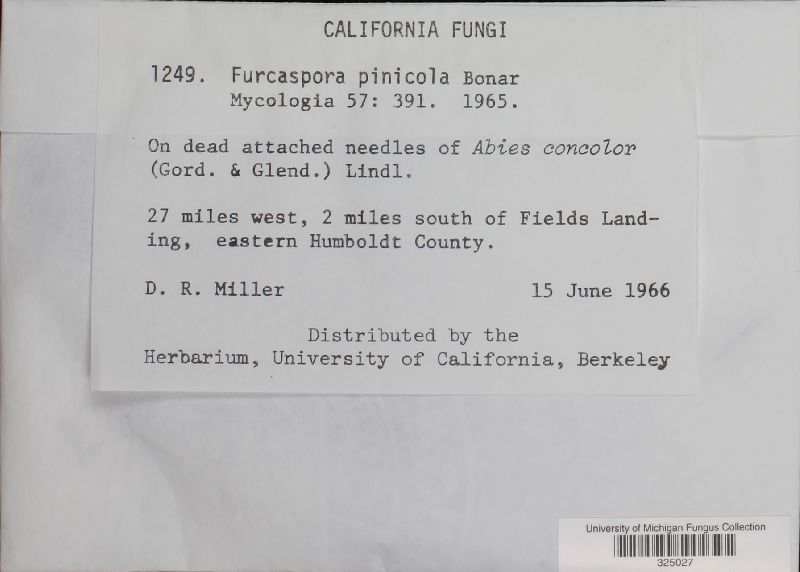 CALIFORNIA FUNGI
1249. Furcaspora pinicola Bonar
Mycologia 57: 391. 1965.
On dead attached needles of Abies concolor
(Gord. & Glend.) Lindl.
27 miles west, 2 miles south of Fields Land-
ing, eastern Humboldt County.
D. R. Miller 15 June 1966
Distributed by the
Herbarium, University of California, Berkeley
University of Michigan Fungus Collection
325027